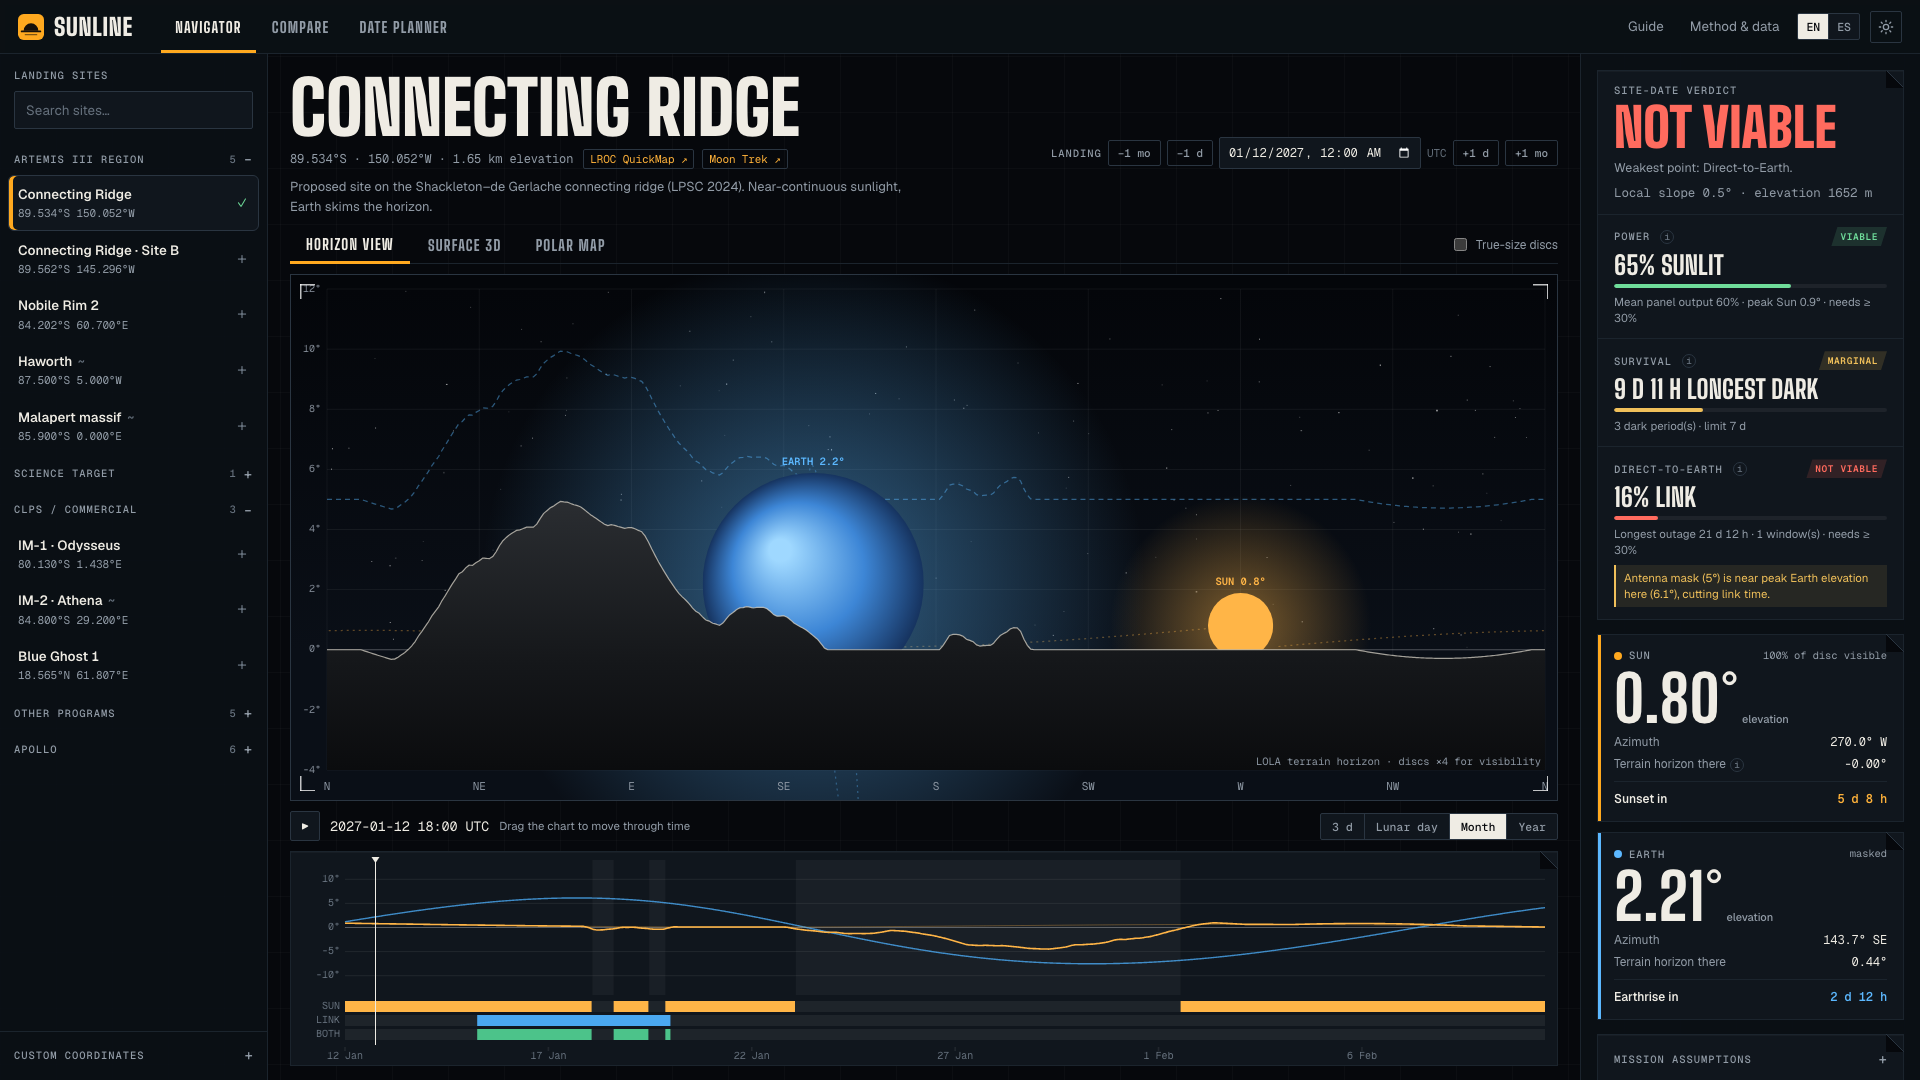 SUNLINE
NAVIGATOR
COMPARE
DATE PLANNER
Guide
Method & data
EN
ES
LANDING SITES
Search sites…
ARTEMIS III REGION 5 −
Connecting Ridge
89.534°S 150.052°W
✓
Connecting Ridge · Site B
89.562°S 145.296°W
+
Nobile Rim 2
84.202°S 60.700°E
+
Haworth ~
87.500°S 5.000°W
+
Malapert massif ~
85.900°S 0.000°E
+
SCIENCE TARGET 1 +
CLPS / COMMERCIAL 3 −
IM-1 · Odysseus
80.130°S 1.438°E
+
IM-2 · Athena ~
84.800°S 29.200°E
+
Blue Ghost 1
18.565°N 61.807°E
+
OTHER PROGRAMS 5 +
APOLLO 6 +
CUSTOM COORDINATES +
CONNECTING RIDGE
89.534°S · 150.052°W · 1.65 km elevation
LROC QuickMap ↗
Moon Trek ↗
Proposed site on the Shackleton–de Gerlache connecting ridge (LPSC 2024). Near-continuous sunlight,
Earth skims the horizon.
LANDING
−1 mo
−1 d
01/12/2027, 12:00 AM
UTC
+1 d
+1 mo
HORIZON VIEW
SURFACE 3D
POLAR MAP
True-size discs
12°
10°
8°
6°
4°
2°
0°
−2°
−4°
EARTH 2.2°
SUN 0.8°
LOLA terrain horizon · discs ×4 for visibility
N
NE
E
SE
S
SW
W
NW
N
2027-01-12 18:00 UTC
Drag the chart to move through time
3 d
Lunar day
Month
Year
10°
5°
0°
−5°
−10°
SUN
LINK
BOTH
12 Jan
17 Jan
22 Jan
27 Jan
1 Feb
6 Feb
SITE-DATE VERDICT
NOT VIABLE
Weakest point: Direct-to-Earth.
Local slope 0.5° · elevation 1652 m
POWER i
VIABLE
65% SUNLIT
Mean panel output 60% · peak Sun 0.9° · needs ≥
30%
SURVIVAL i
MARGINAL
9 D 11 H LONGEST DARK
3 dark period(s) · limit 7 d
DIRECT-TO-EARTH i
NOT VIABLE
16% LINK
Longest outage 21 d 12 h · 1 window(s) · needs ≥
30%
Antenna mask (5°) is near peak Earth elevation
here (6.1°), cutting link time.
SUN
100% of disc visible
0.80° elevation
Azimuth 270.0° W
Terrain horizon there i -0.00°
Sunset in 5 d 8 h
EARTH
masked
2.21° elevation
Azimuth 143.7° SE
Terrain horizon there 0.44°
Earthrise in 2 d 12 h
MISSION ASSUMPTIONS +